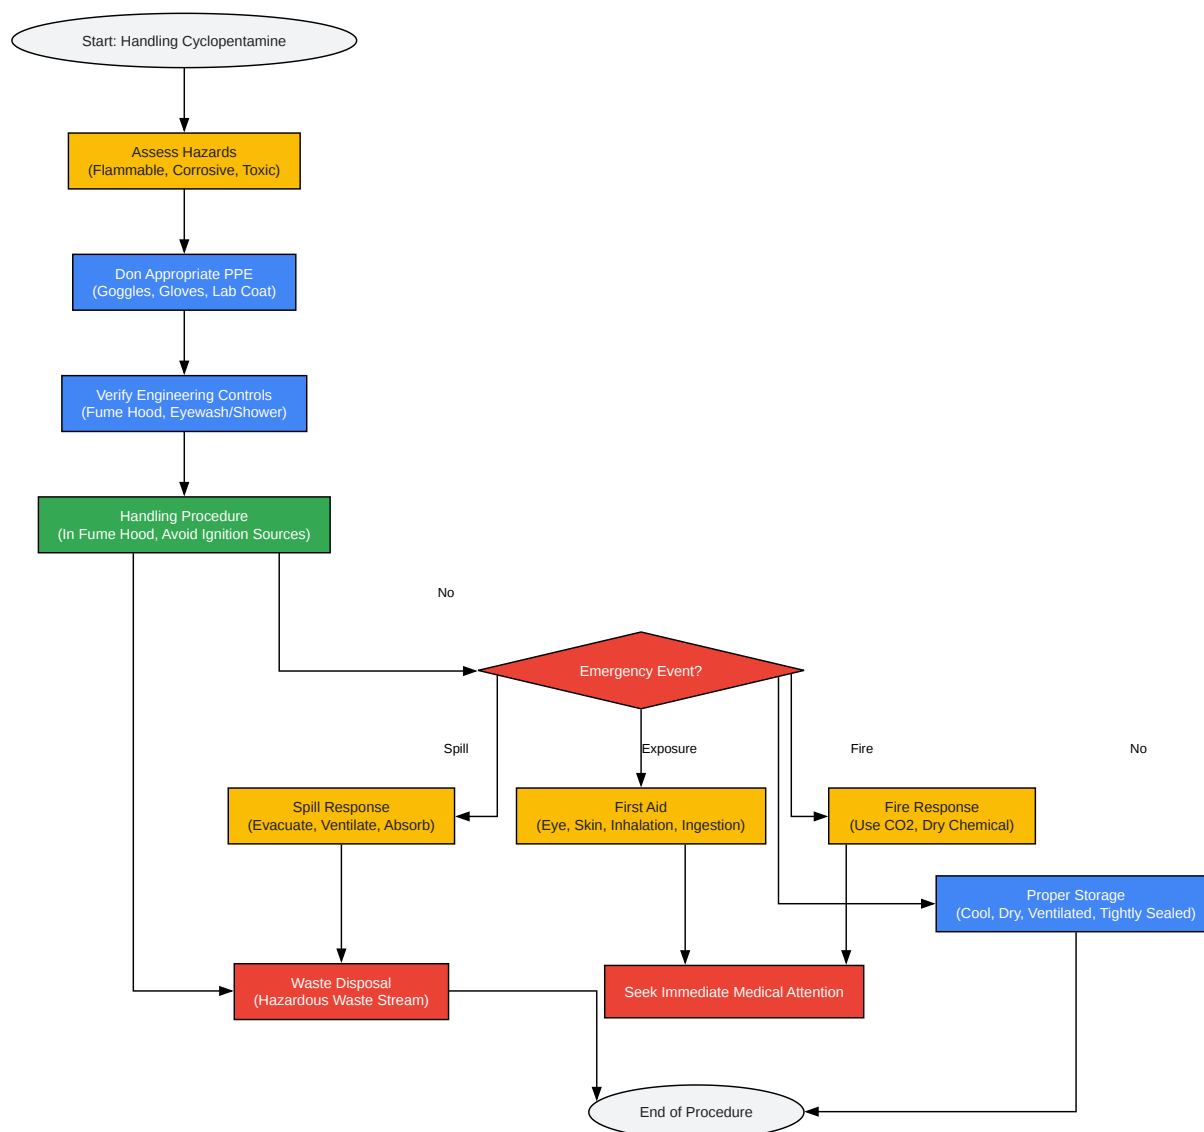 Start: Handling Cyclopentamine
Assess Hazards
(Flammable, Corrosive, Toxic)
Don Appropriate PPE
(Goggles, Gloves, Lab Coat)
Verify Engineering Controls
(Fume Hood, Eyewash/Shower)
Handling Procedure
(In Fume Hood, Avoid Ignition Sources)
No
Emergency Event?
Spill
Exposure
Fire
No
Spill Response
(Evacuate, Ventilate, Absorb)
First Aid
(Eye, Skin, Inhalation, Ingestion)
Fire Response
(Use CO2, Dry Chemical)
Proper Storage
(Cool, Dry, Ventilated, Tightly Sealed)
Waste Disposal
(Hazardous Waste Stream)
Seek Immediate Medical Attention
End of Procedure